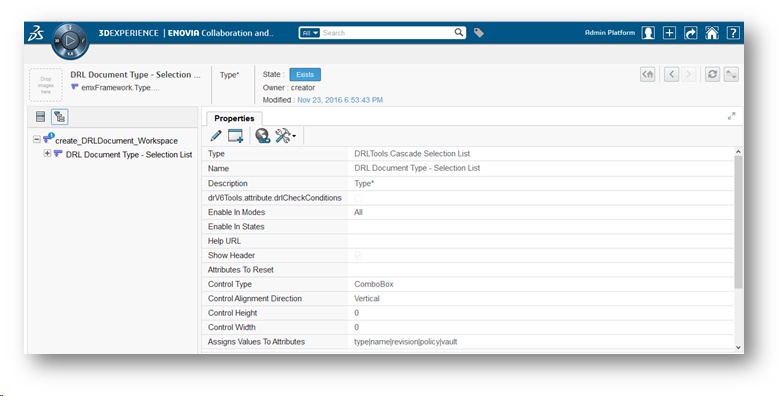 3DEXPERIENCE | ENOVIA Collaboration and..
All
Search
Admin Platform
Drop images here
DRL Document Type - Selection ...
emxFramework.Type....
Type*
State : Exists
Owner : creator
Modified : Nov 23, 2016 6:53:43 PM
create_DRLDocument_Workspace
DRL Document Type - Selection List
Properties
Type DRLTools Cascade Selection List
Name DRL Document Type - Selection List
Description Type*
drV6Tools.attribute.drlCheckConditions
Enable In Modes All
Enable In States
Help URL
Show Header
Attributes To Reset
Control Type ComboBox
Control Alignment Direction Vertical
Control Height 0
Control Width 0
Assigns Values To Attributes type|name|revision|policy|vault